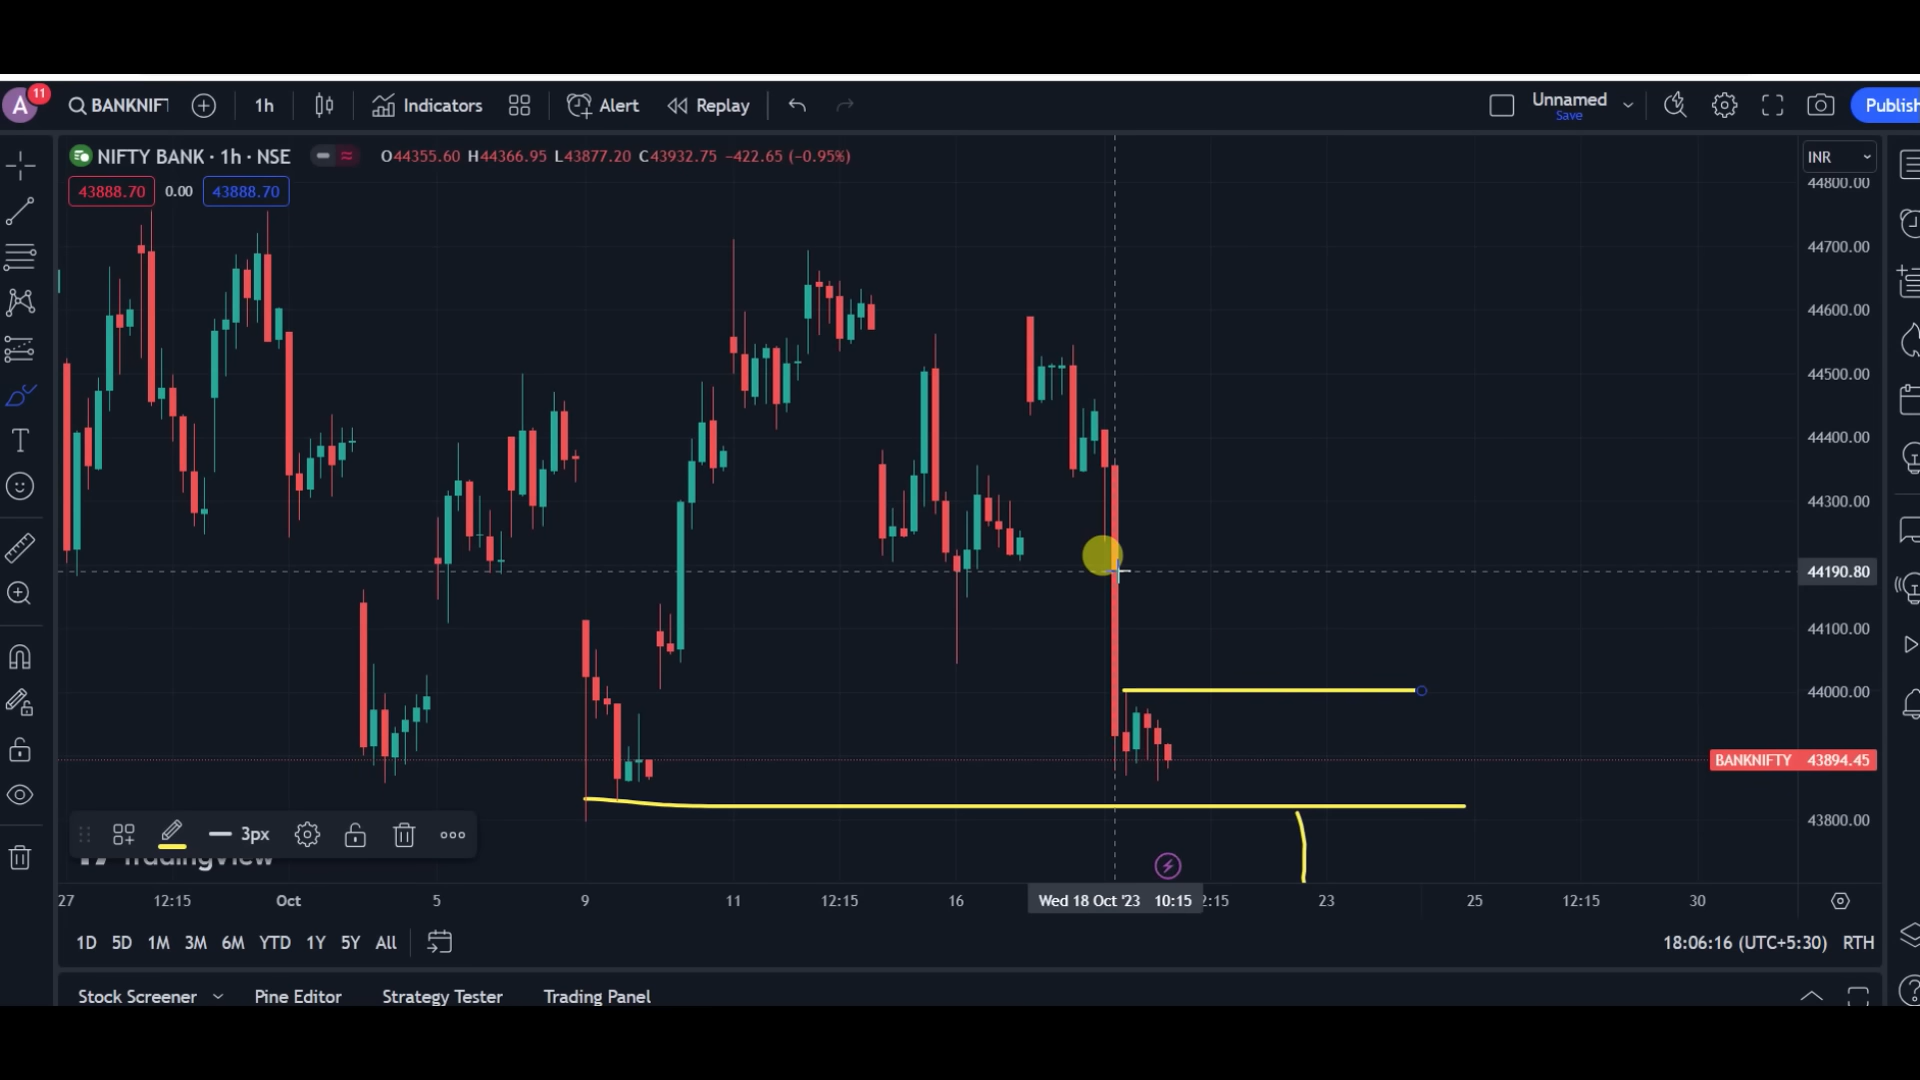 A 11 BANKNIFT 1h Indicators Alert Replay Unnamed Save Publish
NIFTY BANK · 1h · NSE O44355.60 H44366.95 L43877.20 C43932.75 −422.65 (−0.95%) INR
43888.70 0.00 43888.70
44800.00
44700.00
44600.00
44500.00
44400.00
44300.00
44190.80
44100.00
44000.00
BANKNIFTY 43894.45
43800.00
3px
TradingView
27 12:15 Oct 5 9 11 12:15 16 Wed 18 Oct '23 10:15 2:15 23 25 12:15 30
1D 5D 1M 3M 6M YTD 1Y 5Y All 18:06:16 (UTC+5:30) RTH
Stock Screener Pine Editor Strategy Tester Trading Panel